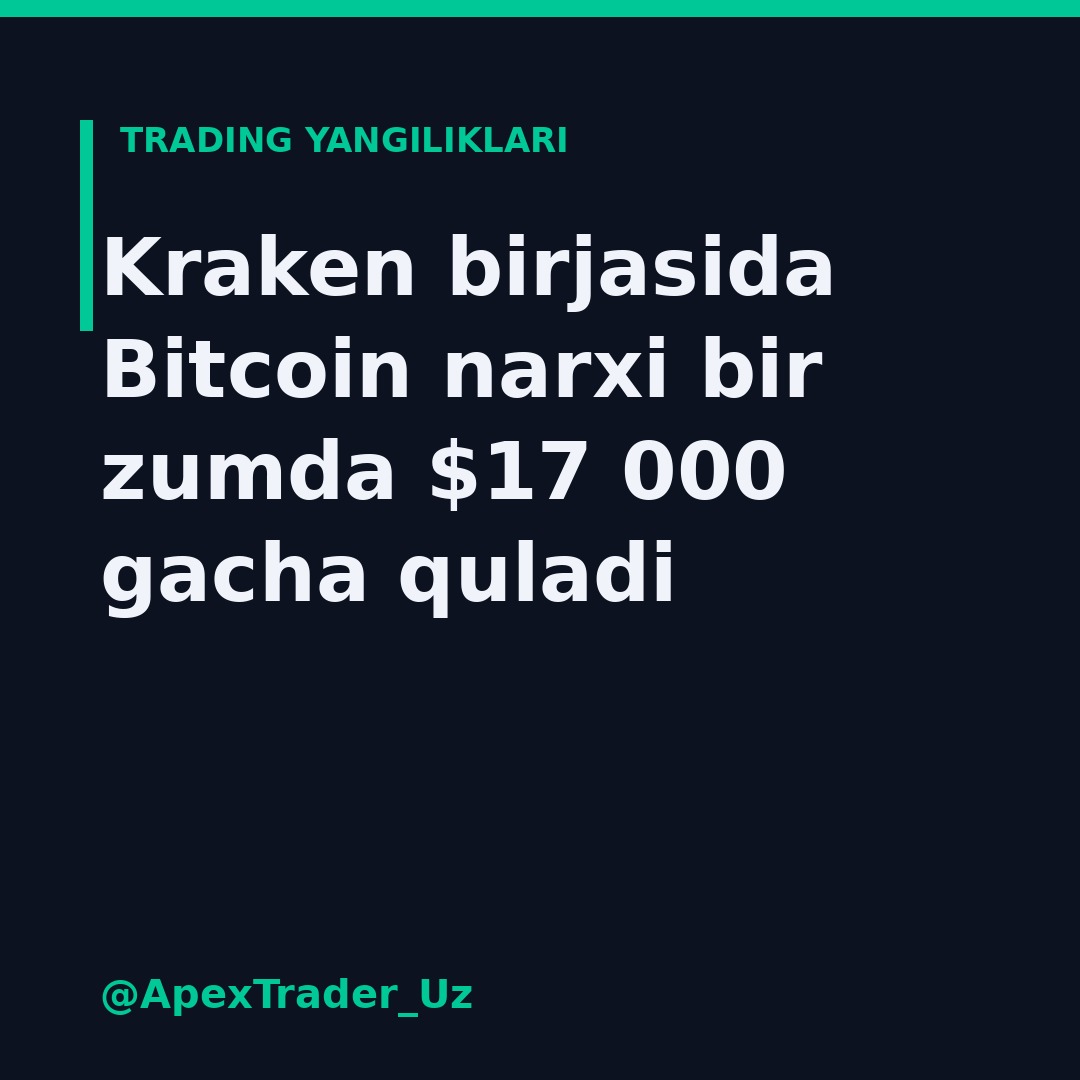 TRADING YANGILIKLARI
Kraken birjasida
Bitcoin narxi bir
zumda $17 000
gacha quladi
@ApexTrader_Uz